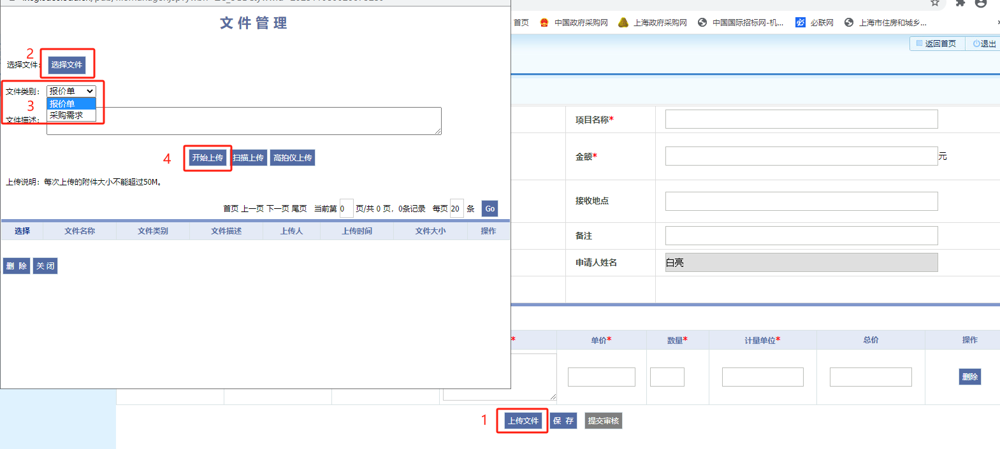 文件管理
首页 中国政府采购网 上海政府采购网 中国国际招标网-机... 必联网 上海市住房和城乡...
返回首页 退出
2
选择文件: 选择文件
文件类别: 报价单
报价单
3
采购需求
文件描述:
4 开始上传 扫描上传 高拍仪上传
上传说明：每次上传的附件大小不能超过50M。
首页 上一页 下一页 尾页 当前第 0 页/共 0 页，0条记录 每页 20 条 Go
选择 文件名称 文件类别 文件描述 上传人 上传时间 文件大小 操作
删 除 关 闭
项目名称*
金额* 元
接收地点
备注
申请人姓名 白亮
* 单价* 数量* 计量单位* 总价 操作
删除
1 上传文件 保 存 提交审核